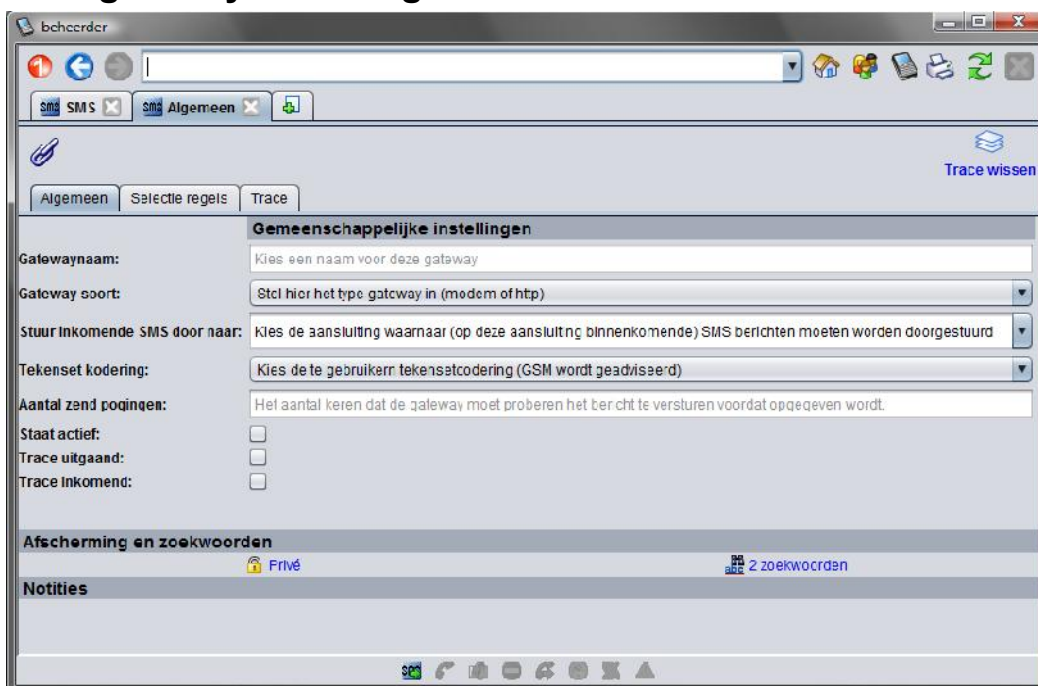 beheerder
SMS
Algemeen
Trace wissen
Algemeen
Selectie regels
Trace
Gemeenschappelijke instellingen
Gatewaynaam:
Kies een naam voor deze gateway
Gateway soort:
Stel hier het type gateway in (modem of http)
Stuur inkomende SMS door naar:
Kies de aansluiting waarnaar (op deze aansluiting binnenkomende) SMS berichten moeten worden doorgestuurd
Tekenset kodering:
Kies de te gebruikern tekensetcodering (GSM wordt geadviseerd)
Aantal zend pogingen:
Het aantal keren dat de gateway moet proberen het bericht te versturen voordat opgegeven wordt.
Staat actief:
Trace uitgaand:
Trace inkomend:
Afscherming en zoekwoorden
Privé
2 zoekwoorden
Notities